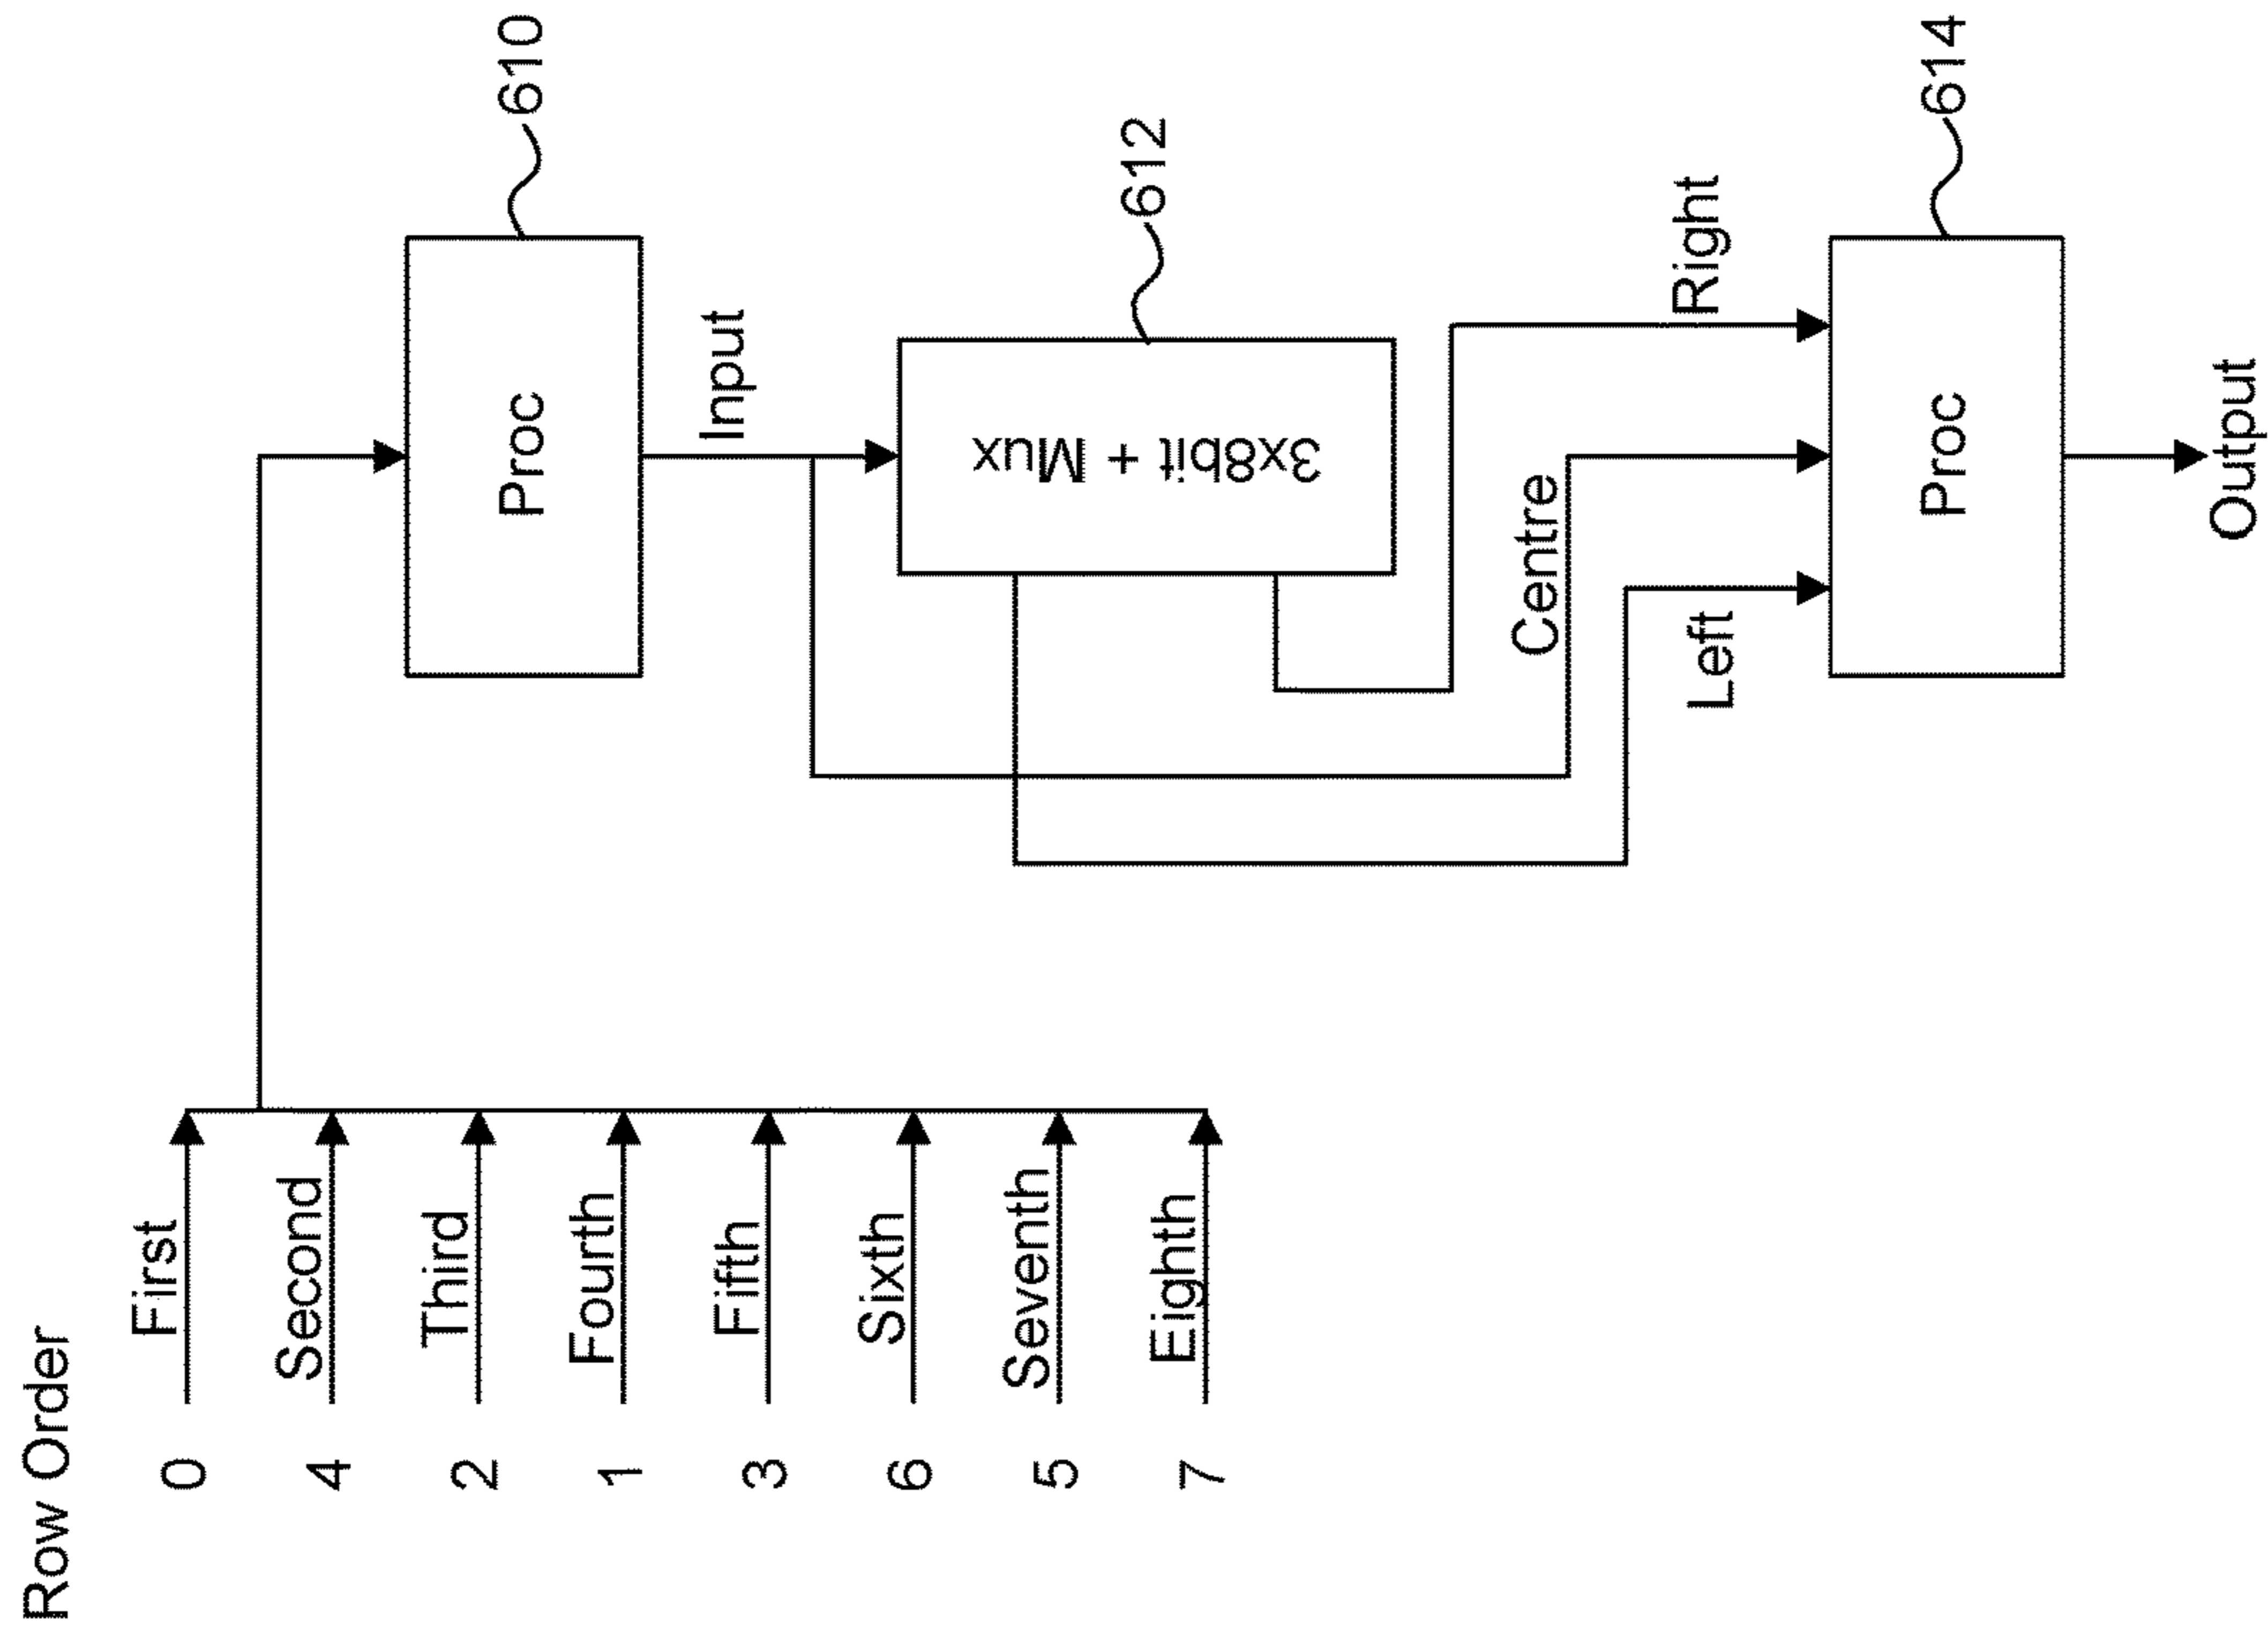 Row Order
0
First
4
Second
2
Third
1
Fourth
3
Fifth
6
Sixth
5
Seventh
7
Eighth
Proc
610
Input
3x8bit + Mux
612
Centre
Left
Right
Proc
614
Output